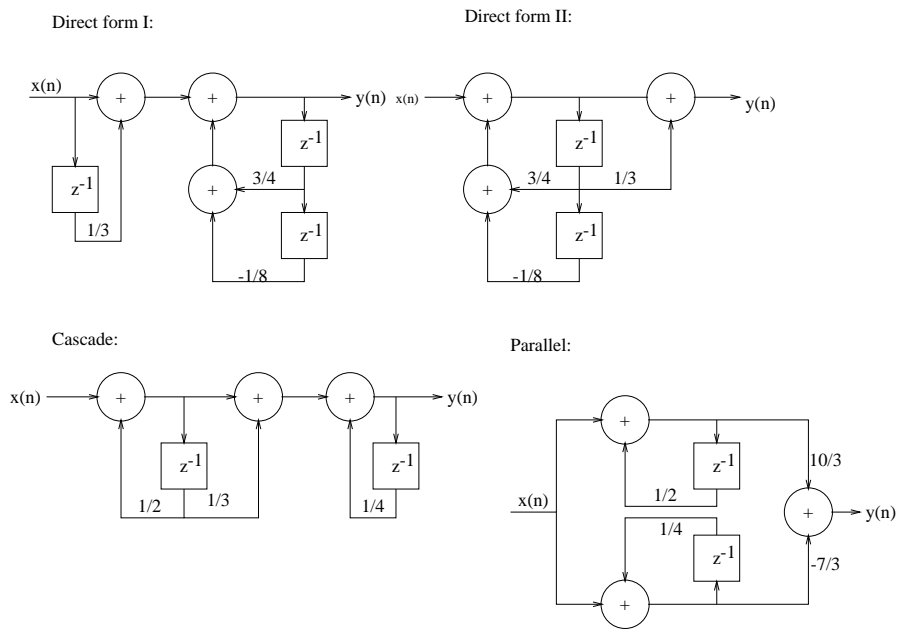 Direct form I:
x(n)
+
+
y(n)
z-1
z-1
3/4
+
1/3
z-1
-1/8
Direct form II:
x(n)
+
+
y(n)
z-1
3/4
1/3
+
z-1
-1/8
Cascade:
x(n)
+
+
+
y(n)
z-1
z-1
1/2
1/3
1/4
Parallel:
+
z-1
10/3
1/2
x(n)
+
y(n)
1/4
z-1
-7/3
+